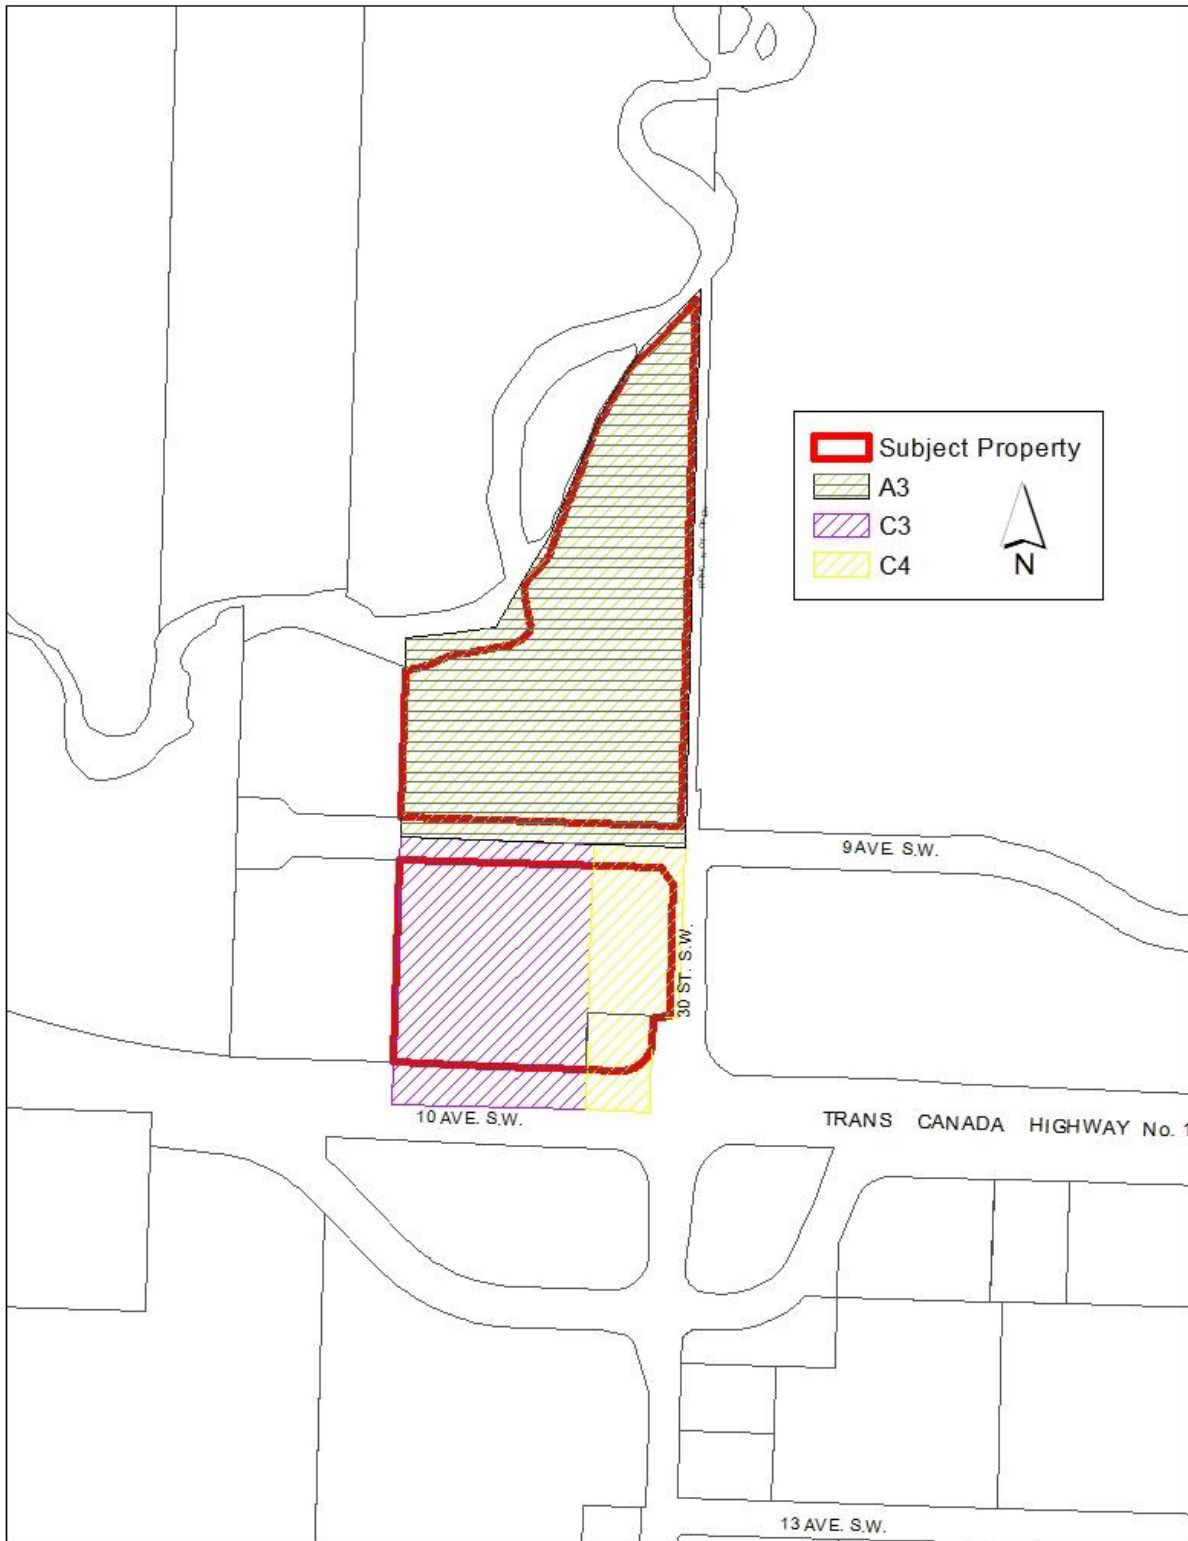 Subject Property
A3
C3
C4
N
9 AVE. S.W.
30 ST. S.W.
10 AVE. S.W.
TRANS CANADA HIGHWAY No. 1
13 AVE. S.W.